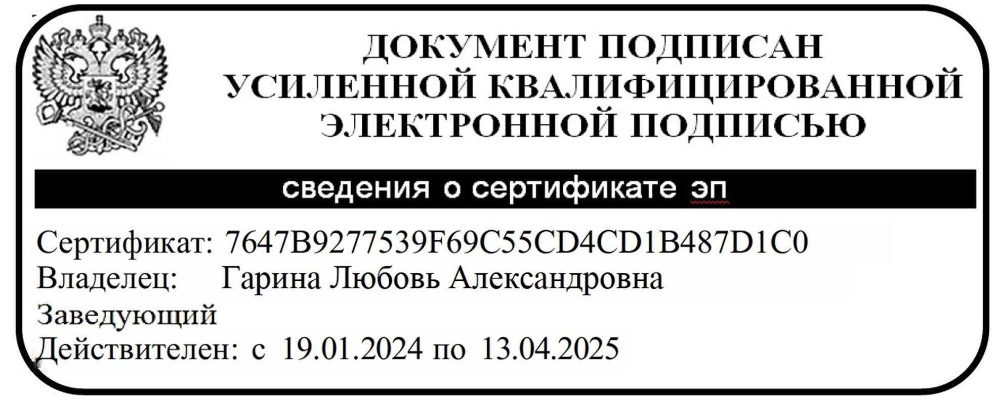 ДОКУМЕНТ ПОДПИСАН
УСИЛЕННОЙ КВАЛИФИЦИРОВАННОЙ
ЭЛЕКТРОННОЙ ПОДПИСЬЮ
сведения о сертификате эп
Сертификат: 7647B9277539F69C55CD4CD1B487D1C0
Владелец: Гарина Любовь Александровна
Заведующий
Действителен: с 19.01.2024 по 13.04.2025